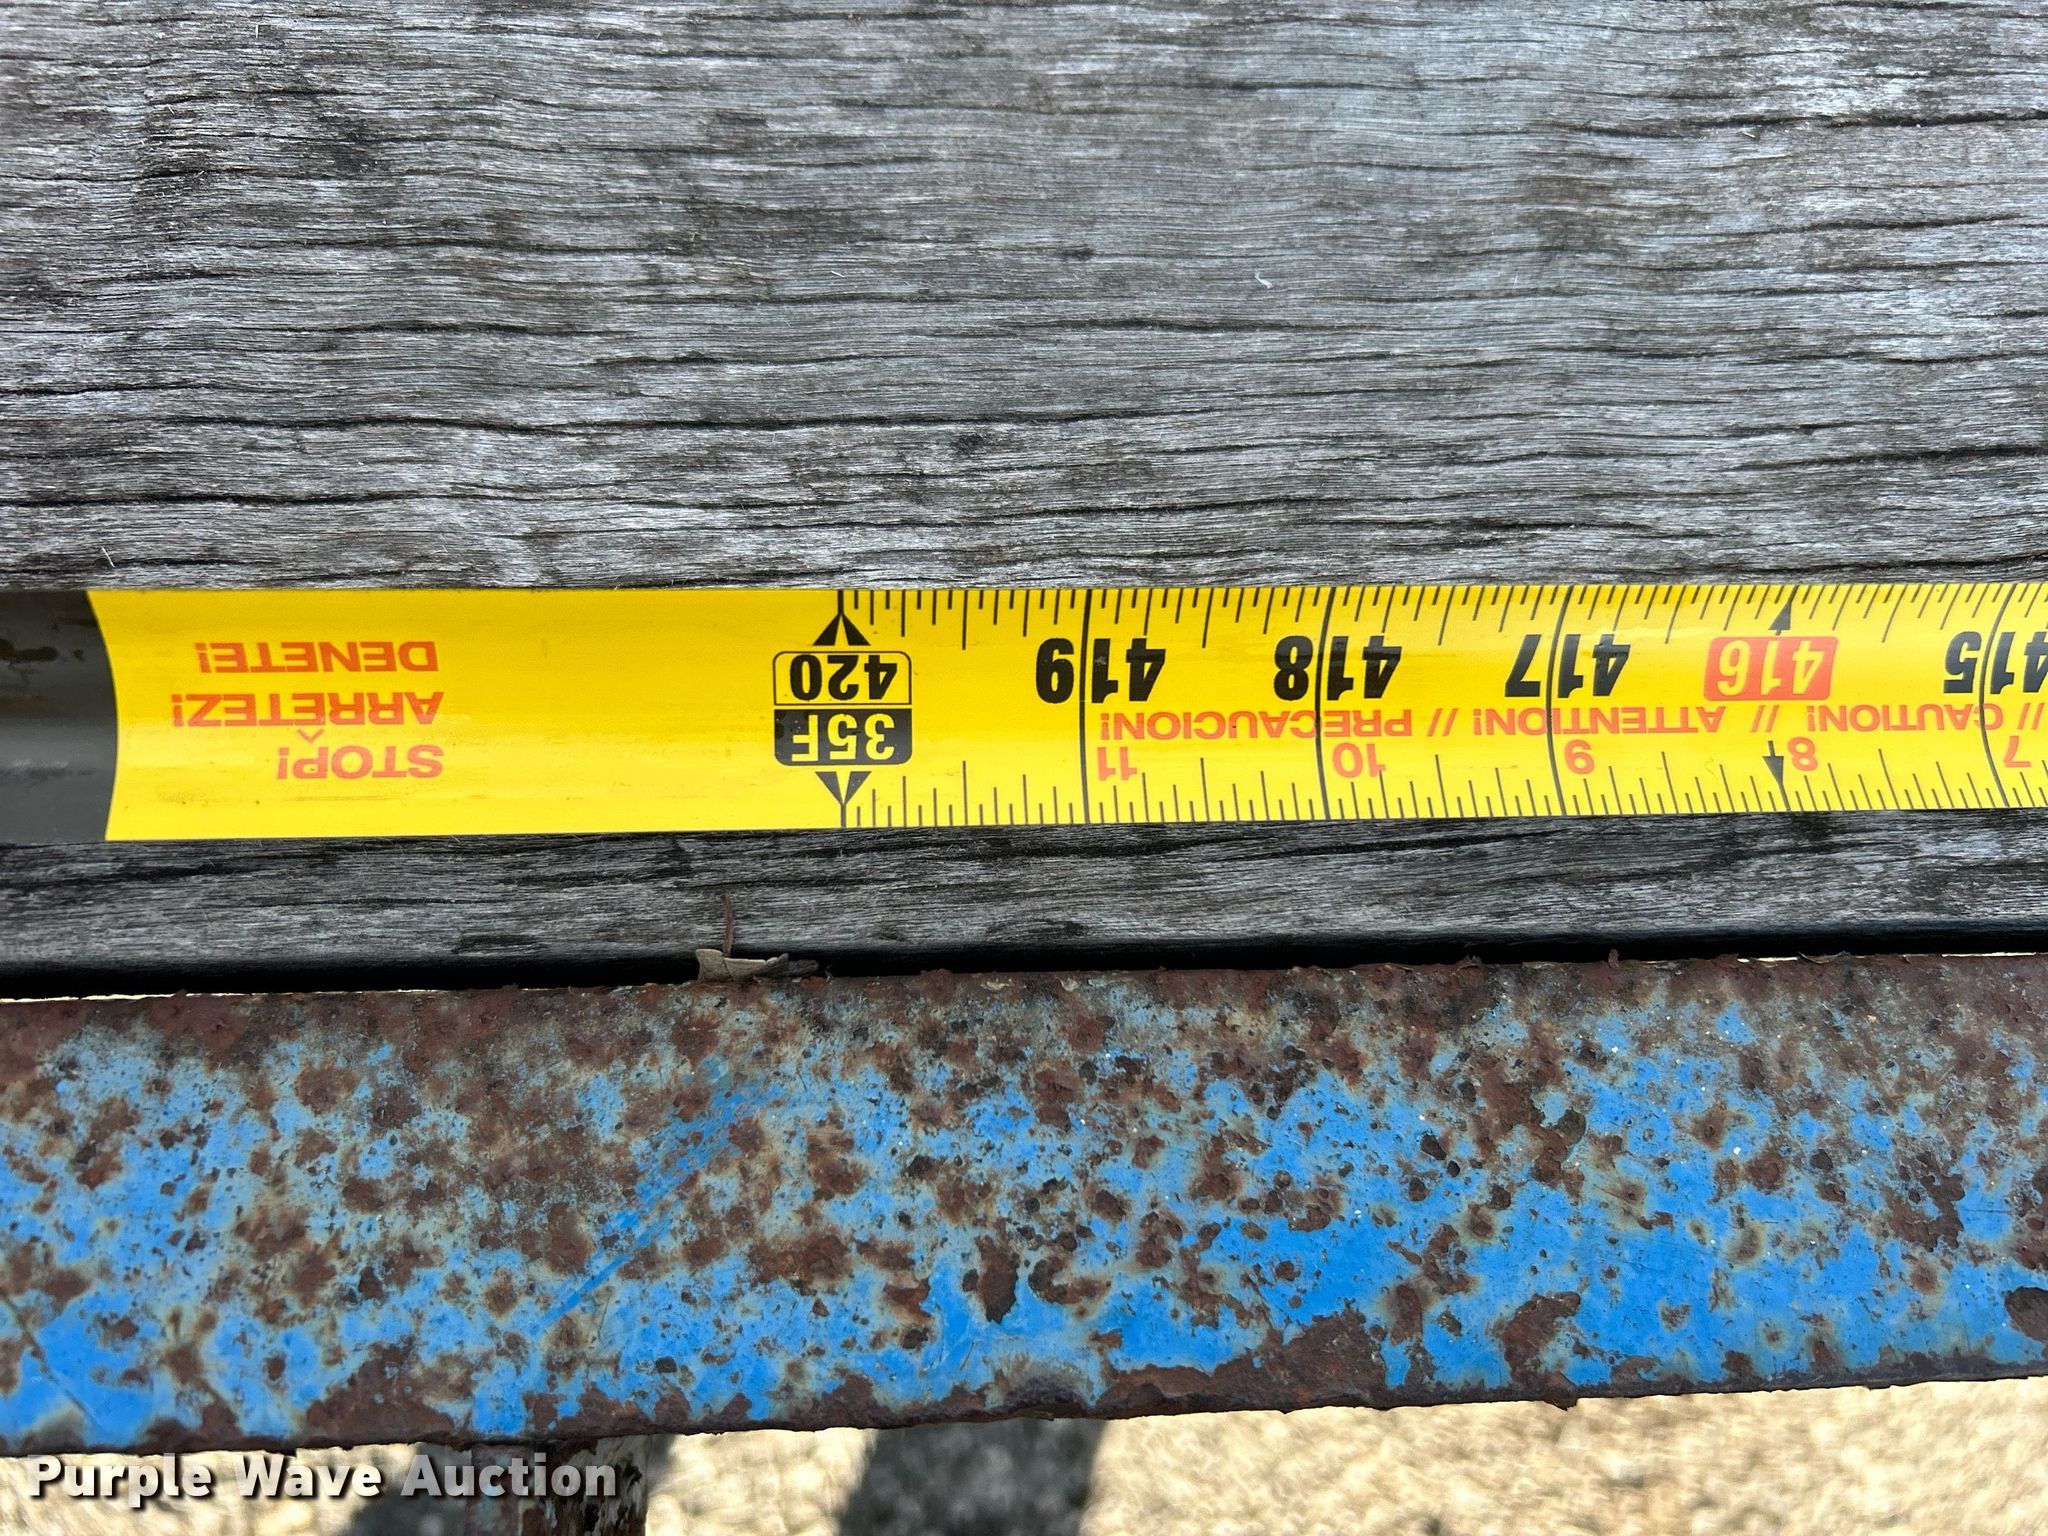 STOP!
ARRÊTEZ!
DENETE!
7 // CAUTION! 8 // ATTENTION! 9 // PRECAUCION! 10 11 35F
415 416 417 418 419 420
Purple Wave Auction